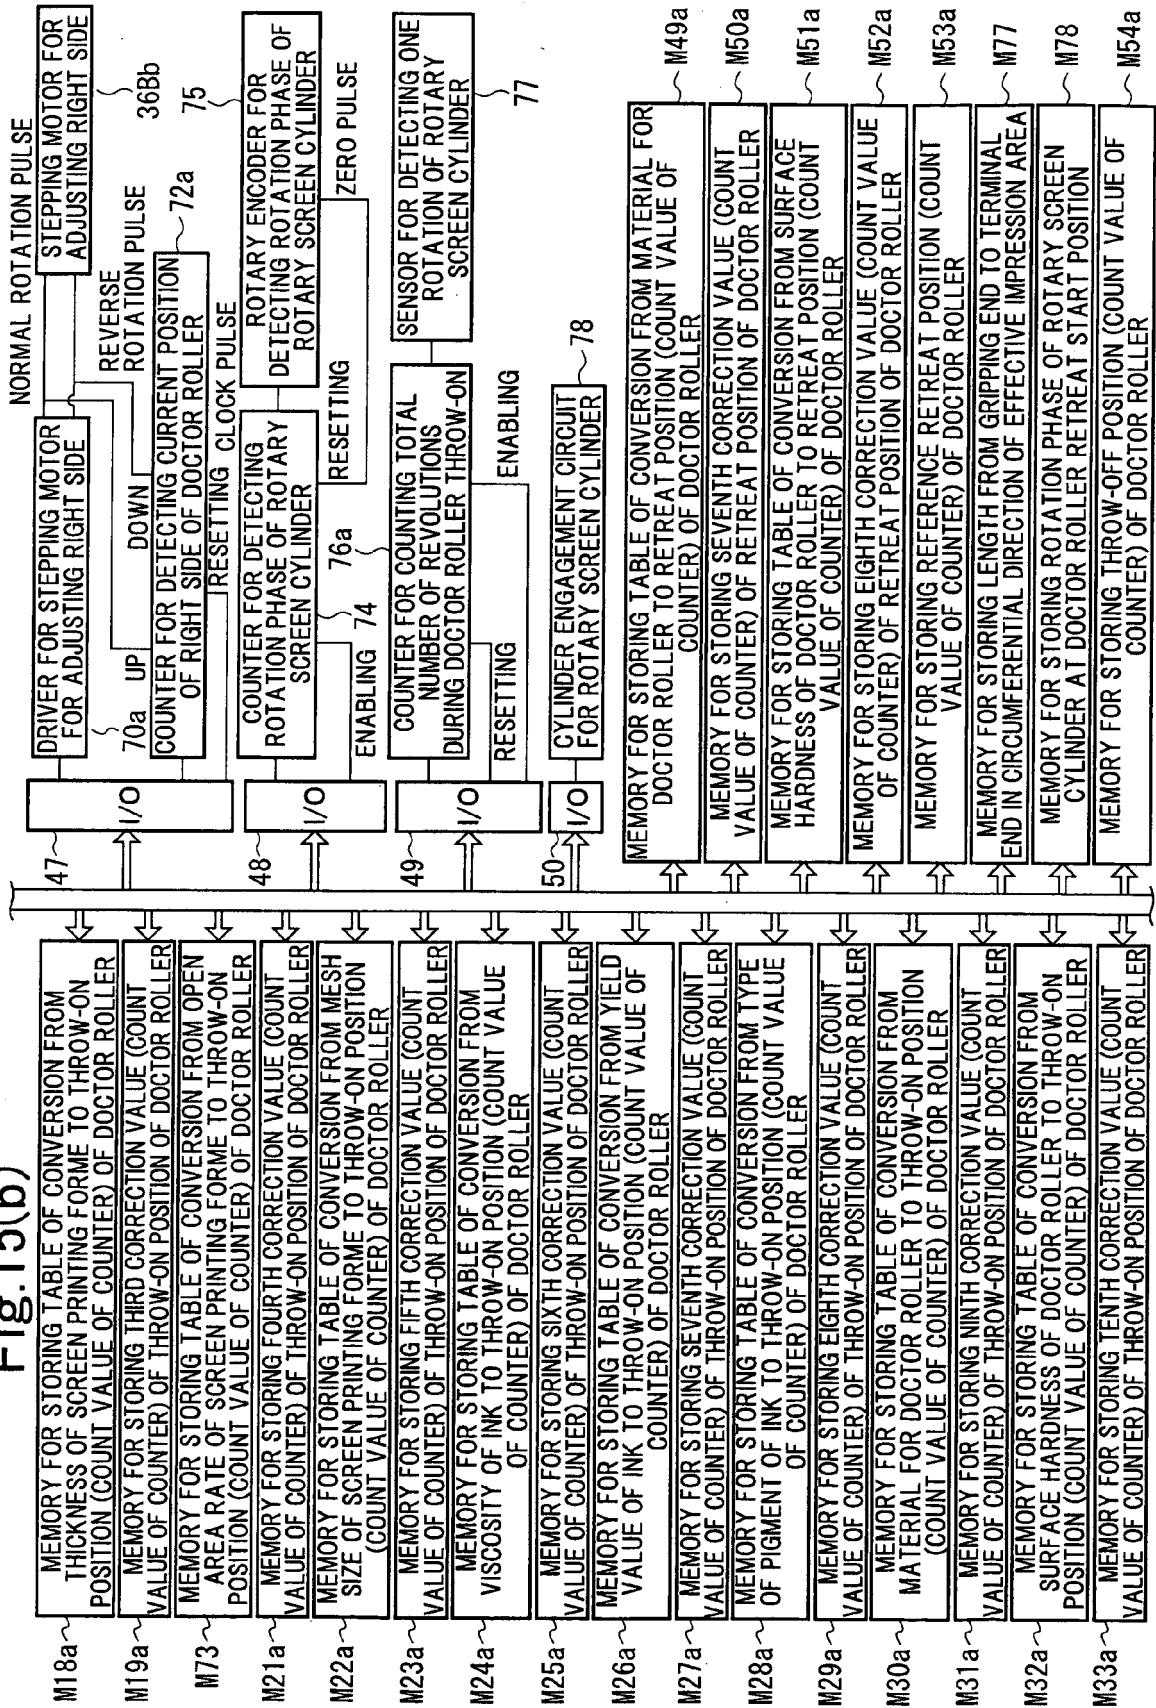 Fig.15(b)
M18a
MEMORY FOR STORING TABLE OF CONVERSION FROM
THICKNESS OF SCREEN PRINTING FORME TO THROW-ON
POSITION (COUNT VALUE OF COUNTER) OF DOCTOR ROLLER
M19a
MEMORY FOR STORING THIRD CORRECTION VALUE (COUNT
VALUE OF COUNTER) OF THROW-ON POSITION OF DOCTOR ROLLER
M73
MEMORY FOR STORING TABLE OF CONVERSION FROM OPEN
AREA RATE OF SCREEN PRINTING FORME TO THROW-ON
POSITION (COUNT VALUE OF COUNTER) OF DOCTOR ROLLER
M21a
MEMORY FOR STORING FOURTH CORRECTION VALUE (COUNT
VALUE OF COUNTER) OF THROW-ON POSITION OF DOCTOR ROLLER
M22a
MEMORY FOR STORING TABLE OF CONVERSION FROM MESH
SIZE OF SCREEN PRINTING FORME TO THROW-ON POSITION
(COUNT VALUE OF COUNTER) OF DOCTOR ROLLER
M23a
MEMORY FOR STORING FIFTH CORRECTION VALUE (COUNT
VALUE OF COUNTER) OF THROW-ON POSITION OF DOCTOR ROLLER
M24a
MEMORY FOR STORING TABLE OF CONVERSION FROM
VISCOSITY OF INK TO THROW-ON POSITION (COUNT VALUE
OF COUNTER) OF DOCTOR ROLLER
M25a
MEMORY FOR STORING SIXTH CORRECTION VALUE (COUNT
VALUE OF COUNTER) OF THROW-ON POSITION OF DOCTOR ROLLER
M26a
MEMORY FOR STORING TABLE OF CONVERSION FROM YIELD
VALUE OF INK TO THROW-ON POSITION (COUNT VALUE OF
COUNTER) OF DOCTOR ROLLER
M27a
MEMORY FOR STORING SEVENTH CORRECTION VALUE (COUNT
VALUE OF COUNTER) OF THROW-ON POSITION OF DOCTOR ROLLER
M28a
MEMORY FOR STORING TABLE OF CONVERSION FROM TYPE
OF PIGMENT OF INK TO THROW-ON POSITION (COUNT VALUE
OF COUNTER) OF DOCTOR ROLLER
M29a
MEMORY FOR STORING EIGHTH CORRECTION VALUE (COUNT
VALUE OF COUNTER) OF THROW-ON POSITION OF DOCTOR ROLLER
M30a
MEMORY FOR STORING TABLE OF CONVERSION FROM
MATERIAL FOR DOCTOR ROLLER TO THROW-ON POSITION
(COUNT VALUE OF COUNTER) OF DOCTOR ROLLER
M31a
MEMORY FOR STORING NINTH CORRECTION VALUE (COUNT
VALUE OF COUNTER) OF THROW-ON POSITION OF DOCTOR ROLLER
M32a
MEMORY FOR STORING TABLE OF CONVERSION FROM
SURFACE HARDNESS OF DOCTOR ROLLER TO THROW-ON
POSITION (COUNT VALUE OF COUNTER) OF DOCTOR ROLLER
M33a
MEMORY FOR STORING TENTH CORRECTION VALUE (COUNT
VALUE OF COUNTER) OF THROW-ON POSITION OF DOCTOR ROLLER
47
I/O
70a
DRIVER FOR STEPPING MOTOR
FOR ADJUSTING RIGHT SIDE
NORMAL ROTATION PULSE
STEPPING MOTOR FOR
ADJUSTING RIGHT SIDE
36Bb
REVERSE
ROTATION PULSE
UP
DOWN
72a
COUNTER FOR DETECTING CURRENT POSITION
OF RIGHT SIDE OF DOCTOR ROLLER
RESETTING
CLOCK PULSE
48
I/O
COUNTER FOR DETECTING
ROTATION PHASE OF ROTARY
SCREEN CYLINDER
74
75
ROTARY ENCODER FOR
DETECTING ROTATION PHASE OF
ROTARY SCREEN CYLINDER
ENABLING
RESETTING
ZERO PULSE
49
I/O
76a
COUNTER FOR COUNTING TOTAL
NUMBER OF REVOLUTIONS
DURING DOCTOR ROLLER THROW-ON
SENSOR FOR DETECTING ONE
ROTATION OF ROTARY
SCREEN CYLINDER
77
RESETTING
ENABLING
50
I/O
CYLINDER ENGAGEMENT CIRCUIT
FOR ROTARY SCREEN CYLINDER
78
MEMORY FOR STORING TABLE OF CONVERSION FROM MATERIAL FOR
DOCTOR ROLLER TO RETREAT POSITION (COUNT VALUE OF
COUNTER) OF DOCTOR ROLLER
M49a
MEMORY FOR STORING SEVENTH CORRECTION VALUE (COUNT
VALUE OF COUNTER) OF RETREAT POSITION OF DOCTOR ROLLER
M50a
MEMORY FOR STORING TABLE OF CONVERSION FROM SURFACE
HARDNESS OF DOCTOR ROLLER TO RETREAT POSITION (COUNT
VALUE OF COUNTER) OF DOCTOR ROLLER
M51a
MEMORY FOR STORING EIGHTH CORRECTION VALUE (COUNT VALUE
OF COUNTER) OF RETREAT POSITION OF DOCTOR ROLLER
M52a
MEMORY FOR STORING REFERENCE RETREAT POSITION (COUNT
VALUE OF COUNTER) OF DOCTOR ROLLER
M53a
MEMORY FOR STORING LENGTH FROM GRIPPING END TO TERMINAL
END IN CIRCUMFERENTIAL DIRECTION OF EFFECTIVE IMPRESSION AREA
M77
MEMORY FOR STORING ROTATION PHASE OF ROTARY SCREEN
CYLINDER AT DOCTOR ROLLER RETREAT START POSITION
M78
MEMORY FOR STORING THROW-OFF POSITION (COUNT VALUE OF
COUNTER) OF DOCTOR ROLLER
M54a